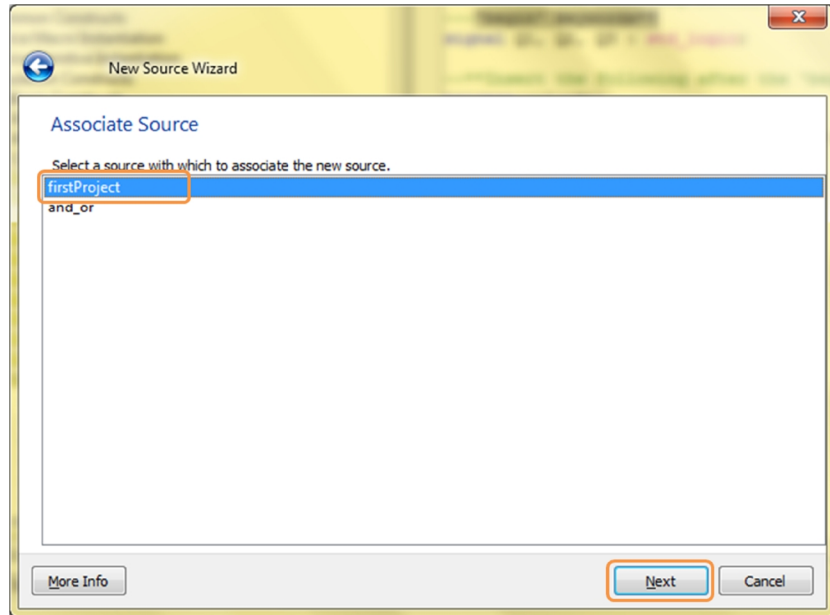 New Source Wizard
Associate Source
Select a source with which to associate the new source.
firstProject
and_or
More Info
Next
Cancel